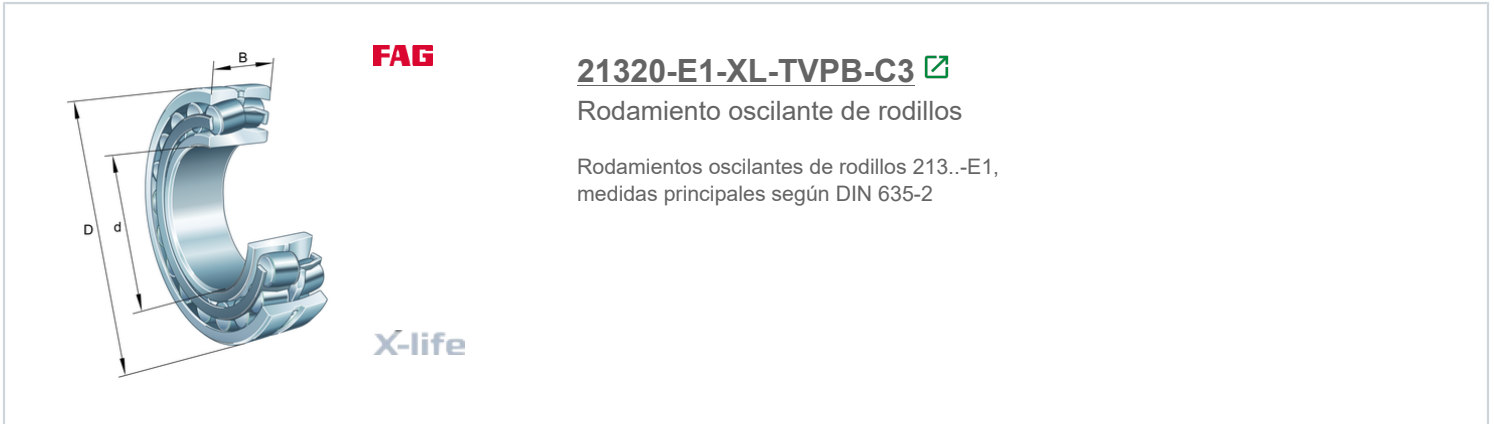 FAG
B
D
d
X-life
21320-E1-XL-TVPB-C3
Rodamiento oscilante de rodillos
Rodamientos oscilantes de rodillos 213..-E1,
medidas principales según DIN 635-2